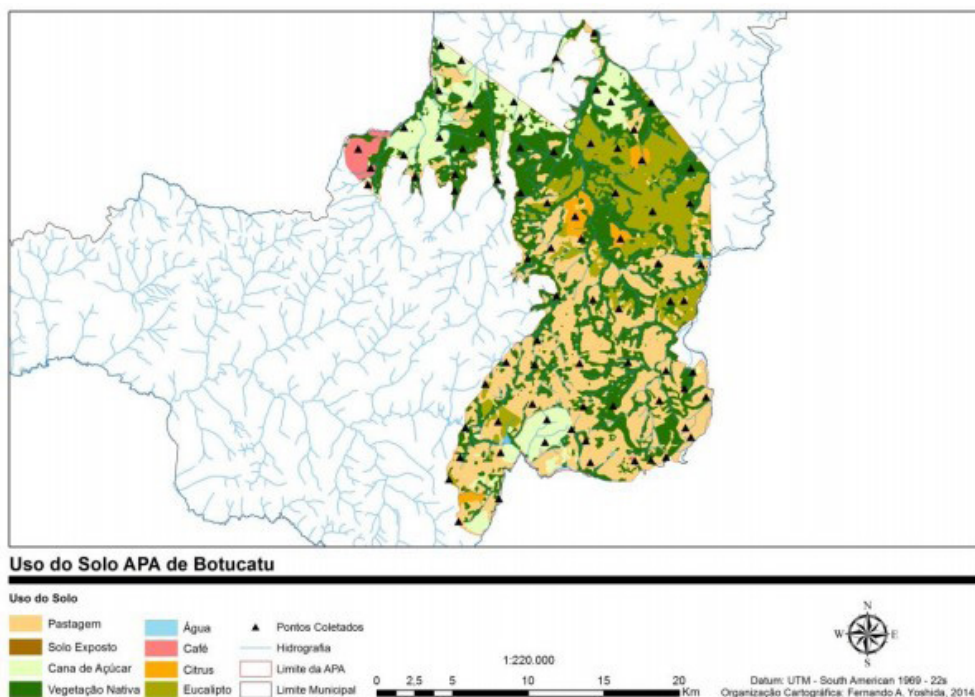 Uso do Solo APA de Botucatu
Uso do Solo
Pastagem
Solo Exposto
Cana de Açúcar
Vegetação Nativa
Água
Café
Citrus
Eucalipto
Pontos Coletados
Hidrografia
Limite da APA
Limite Municipal
1:220.000
0 2,5 5 10 15 20
Km
N
W E
S
Datum: UTM - South American 1969 - 22s
Organização Cartográfica: Fernando A. Yoshida,